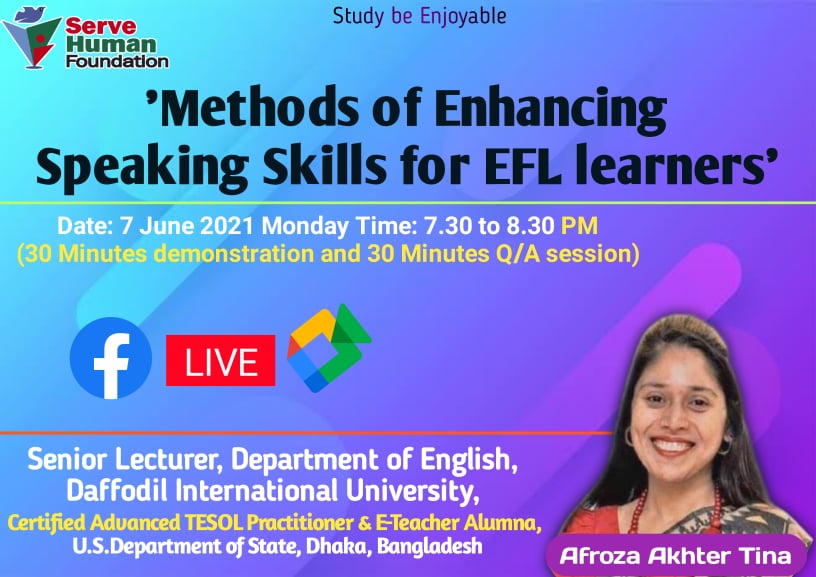 Study be Enjoyable
Serve
Human
Foundation
'Methods of Enhancing
Speaking Skills for EFL learners'
Date: 7 June 2021 Monday Time: 7.30 to 8.30 PM
(30 Minutes demonstration and 30 Minutes Q/A session)
f
LIVE
Senior Lecturer, Department of English,
Daffodil International University,
Certified Advanced TESOL Practitioner & E-Teacher Alumna,
U.S.Department of State, Dhaka, Bangladesh
Afroza Akhter Tina